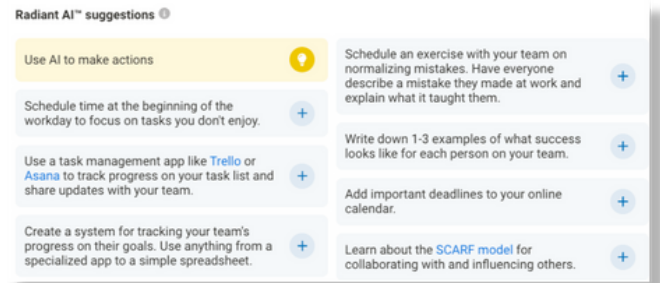 Radiant AI™ suggestions
Use AI to make actions
Schedule time at the beginning of the
workday to focus on tasks you don't enjoy.
Use a task management app like Trello or
Asana to track progress on your task list and
share updates with your team.
Create a system for tracking your team's
progress on their goals. Use anything from a
specialized app to a simple spreadsheet.
Schedule an exercise with your team on
normalizing mistakes. Have everyone
describe a mistake they made at work and
explain what it taught them.
Write down 1-3 examples of what success
looks like for each person on your team.
Add important deadlines to your online
calendar.
Learn about the SCARF model for
collaborating with and influencing others.